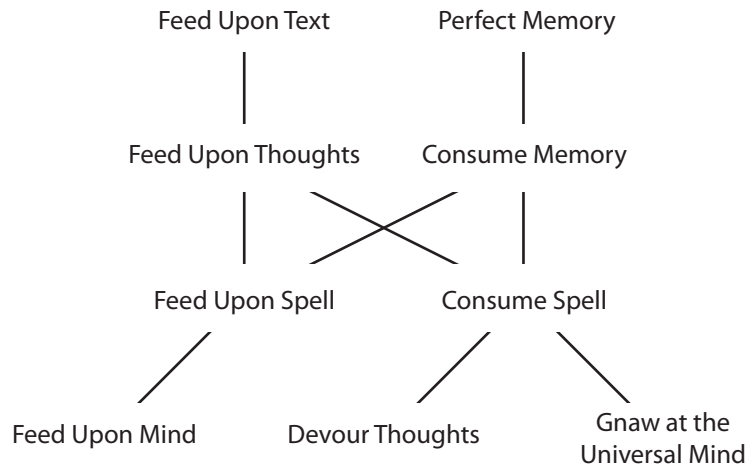 Feed Upon Text
Perfect Memory
Feed Upon Thoughts
Consume Memory
Feed Upon Spell
Consume Spell
Feed Upon Mind
Devour Thoughts
Gnaw at the
Universal Mind